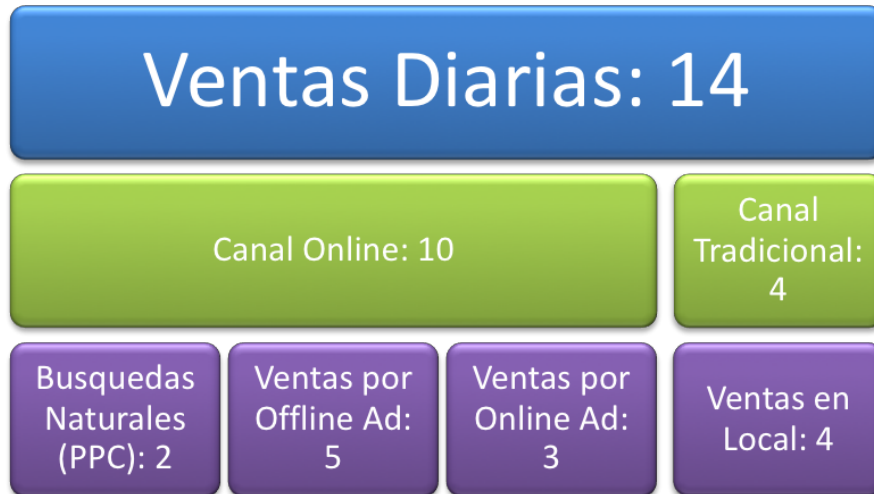 Ventas Diarias: 14
Canal Online: 10
Canal
Tradicional:
4
Busquedas
Naturales
(PPC): 2
Ventas por
Offline Ad:
5
Ventas por
Online Ad:
3
Ventas en
Local: 4